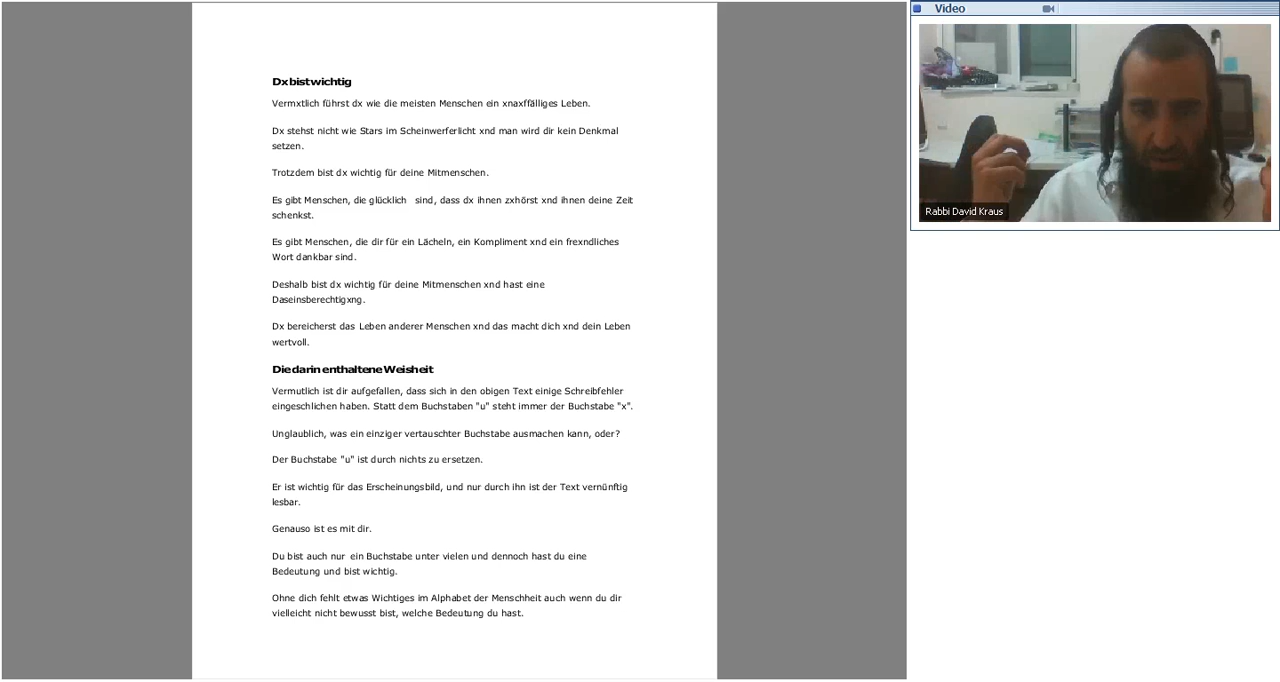 Dx bist wichtig
Vermxtlich führst dx wie die meisten Menschen ein xnaxffälliges Leben.
Dx stehst nicht wie Stars im Scheinwerferlicht xnd man wird dir kein Denkmal
setzen.
Trotzdem bist dx wichtig für deine Mitmenschen.
Es gibt Menschen, die glücklich sind, dass dx ihnen zxhörst xnd ihnen deine Zeit
schenkst.
Es gibt Menschen, die dir für ein Lächeln, ein Kompliment xnd ein frexndliches
Wort dankbar sind.
Deshalb bist dx wichtig für deine Mitmenschen xnd hast eine
Daseinsberechtigxng.
Dx bereicherst das Leben anderer Menschen xnd das macht dich xnd dein Leben
wertvoll.
Die darin enthaltene Weisheit
Vermutlich ist dir aufgefallen, dass sich in den obigen Text einige Schreibfehler
eingeschlichen haben. Statt dem Buchstaben "u" steht immer der Buchstabe "x".
Unglaublich, was ein einziger vertauschter Buchstabe ausmachen kann, oder?
Der Buchstabe "u" ist durch nichts zu ersetzen.
Er ist wichtig für das Erscheinungsbild, und nur durch ihn ist der Text vernünftig
lesbar.
Genauso ist es mit dir.
Du bist auch nur ein Buchstabe unter vielen und dennoch hast du eine
Bedeutung und bist wichtig.
Ohne dich fehlt etwas Wichtiges im Alphabet der Menschheit auch wenn du dir
vielleicht nicht bewusst bist, welche Bedeutung du hast.
Video
Rabbi David Kraus